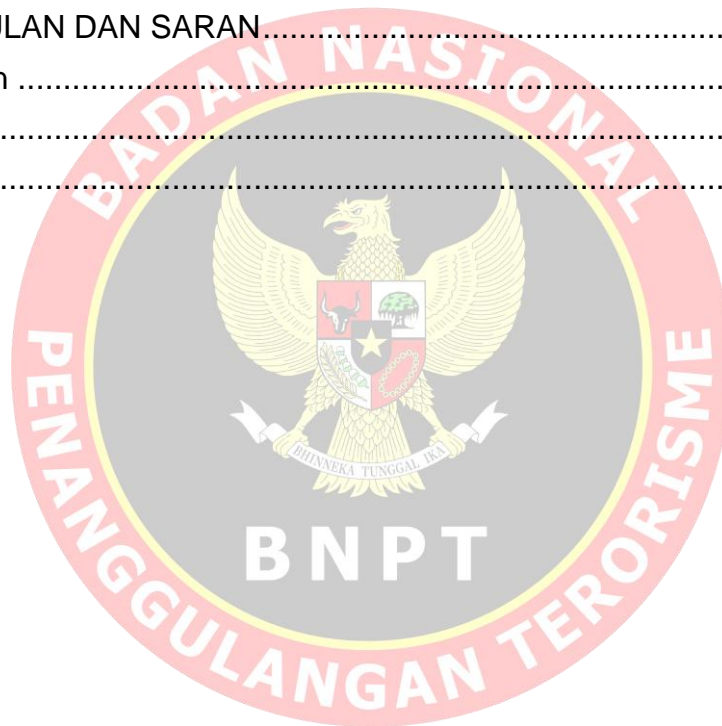 ULAN DAN SARAN..........................................................
n ..............................................................................
................................................................................
................................................................................
BADAN NASIONAL
PENANGGULANGAN TERORISME
BHINNEKA TUNGGAL IKA
BNPT